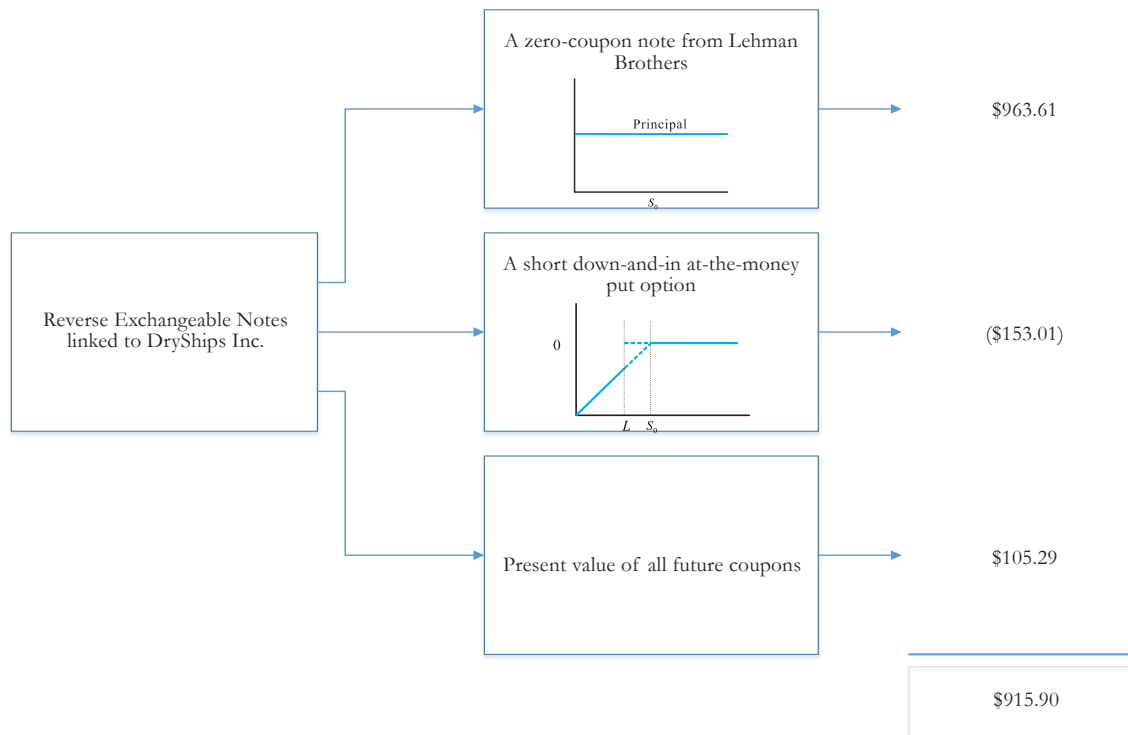 A zero-coupon note from Lehman
Brothers
Principal
S₀
$963.61
Reverse Exchangeable Notes
linked to DryShips Inc.
A short down-and-in at-the-money
put option
0
L S₀
($153.01)
Present value of all future coupons
$105.29
$915.90